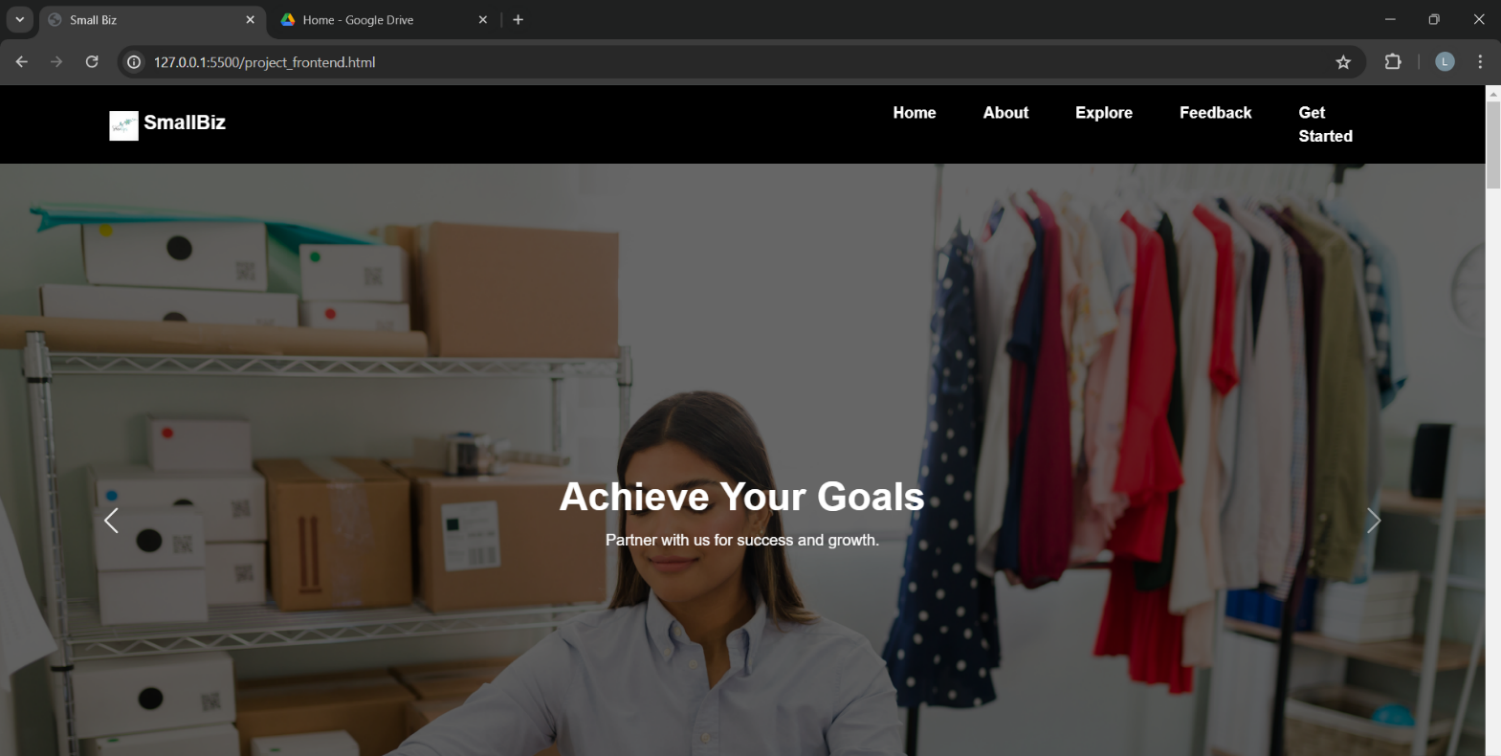 Small Biz
Home - Google Drive
127.0.0.1:5500/project_frontend.html
L
SmallBiz
Home
About
Explore
Feedback
Get
Started
Achieve Your Goals
Partner with us for success and growth.